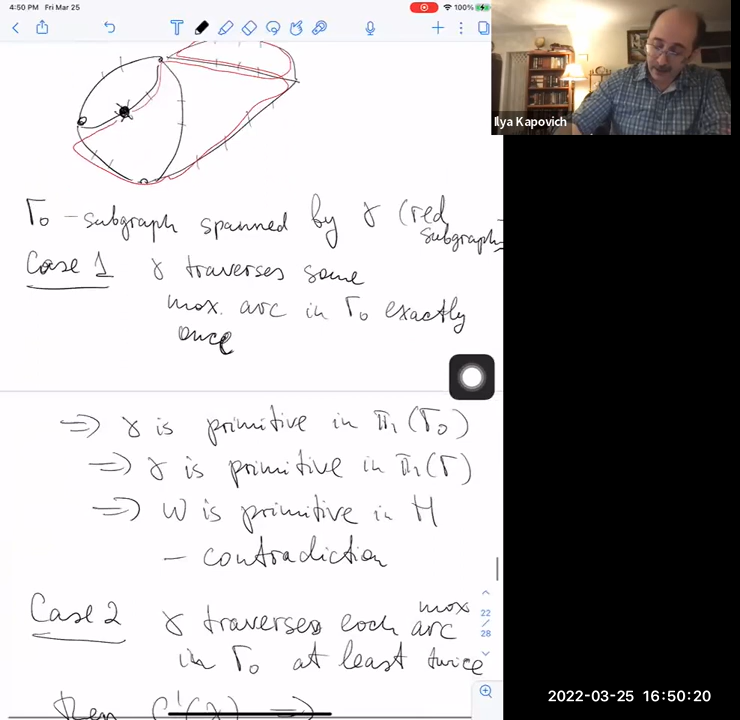 4:50 PM Fri Mar 25
100%
T
Ilya Kapovich
Γ₀ - subgraph spanned by γ (red subgraph
Case 1 γ traverses some
max. arc in Γ₀ exactly
once
=> γ is primitive in π₁(Γ₀)
=> γ is primitive in π₁(Γ)
=> w is primitive in H
- contradiction
22
/
28
Case 2 γ traverses each max arc
in Γ₀ at least twice
then C'(λ) =>
2022-03-25 16:50:20